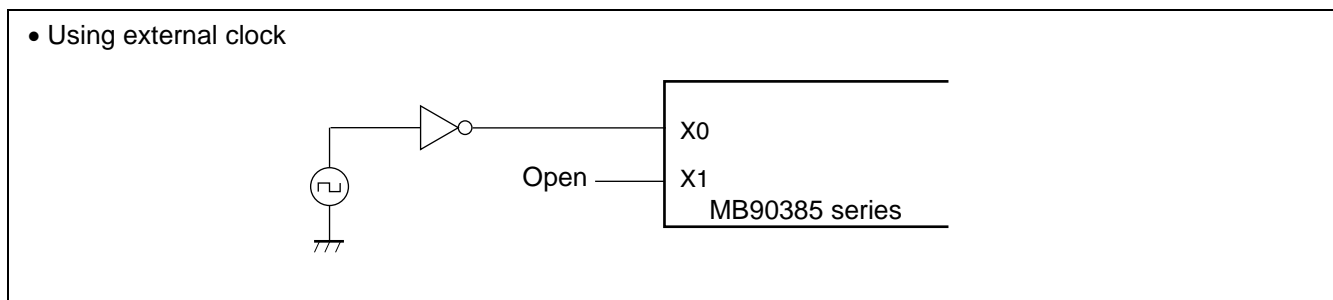 • Using external clock
X0
Open X1
MB90385 series